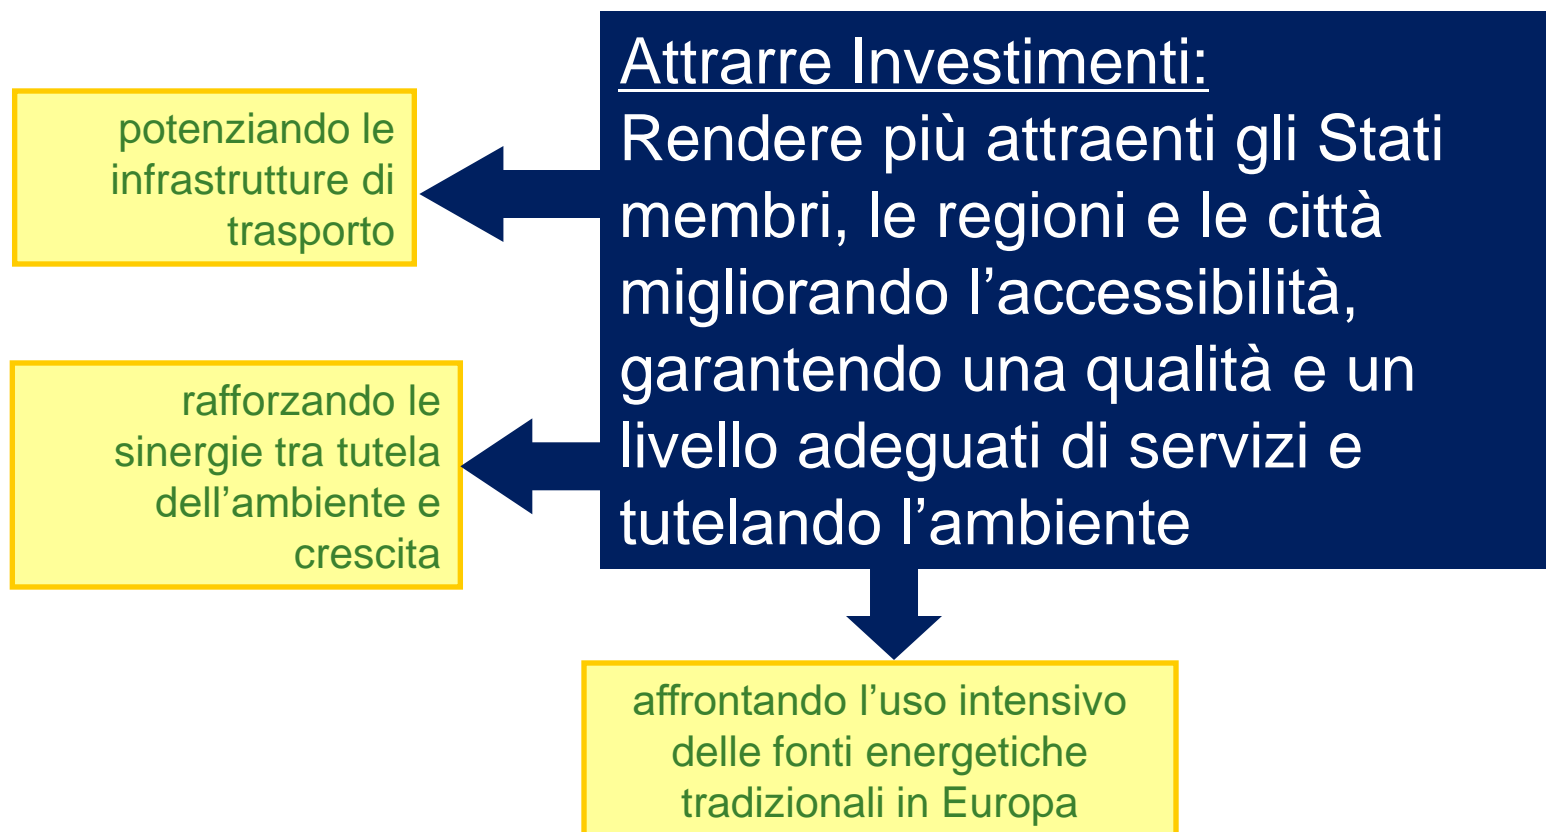 Attrarre Investimenti:
Rendere più attraenti gli Stati
membri, le regioni e le città
migliorando l’accessibilità,
garantendo una qualità e un
livello adeguati di servizi e
tutelando l’ambiente
potenziando le
infrastrutture di
trasporto
rafforzando le
sinergie tra tutela
dell’ambiente e
crescita
affrontando l’uso intensivo
delle fonti energetiche
tradizionali in Europa